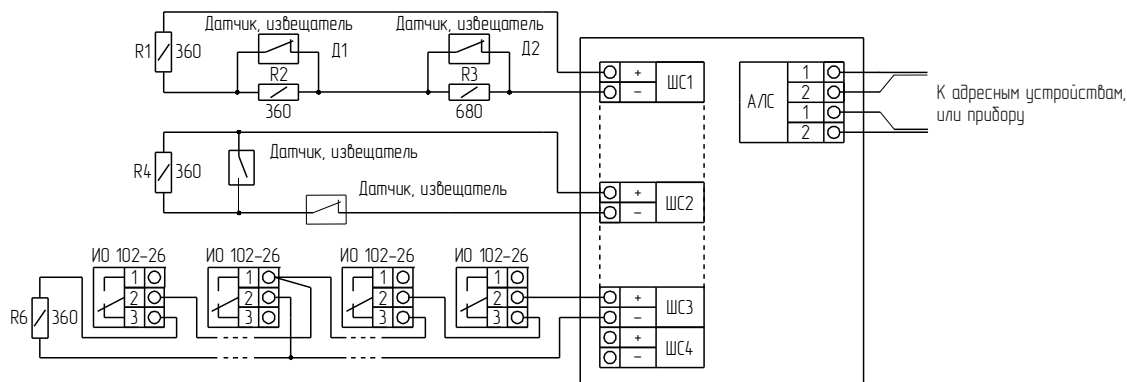 Датчик, извещатель
Датчик, извещатель
R1
360
Д1
Д2
R2
360
R3
680
+
−
ШС1
АЛС
1
2
1
2
К адресным устройствам,
или прибору
R4
360
Датчик, извещатель
Датчик, извещатель
+
−
ШС2
ИО 102-26
ИО 102-26
ИО 102-26
ИО 102-26
1
2
3
1
2
3
1
2
3
1
2
3
R6
360
+
−
ШС3
+
−
ШС4